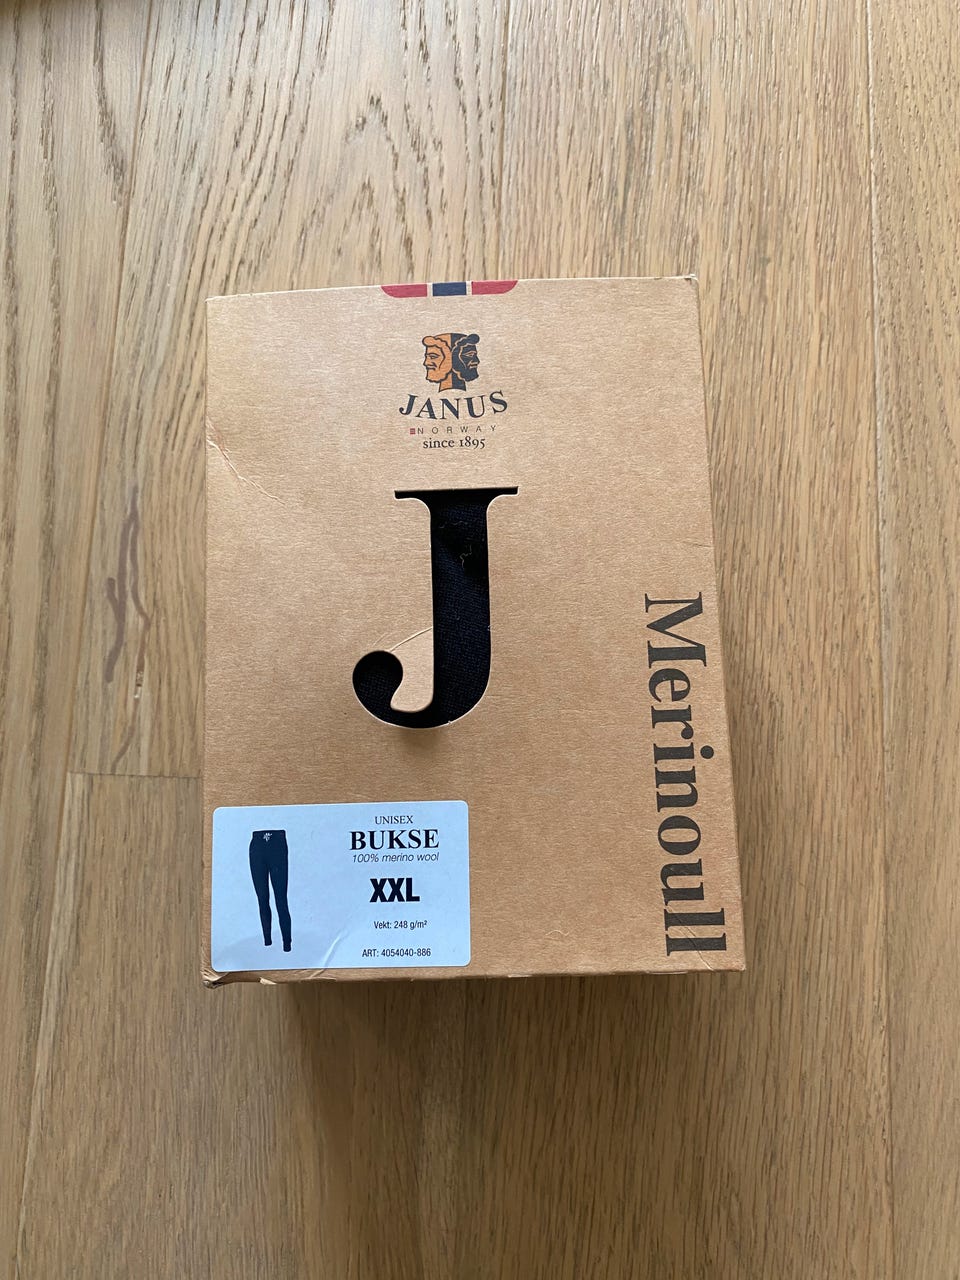 JANUS
NORWAY
since 1895
J
Merinoull
UNISEX
BUKSE
100% merino wool
XXL
Vekt: 248 g/m²
ART: 4054040-886